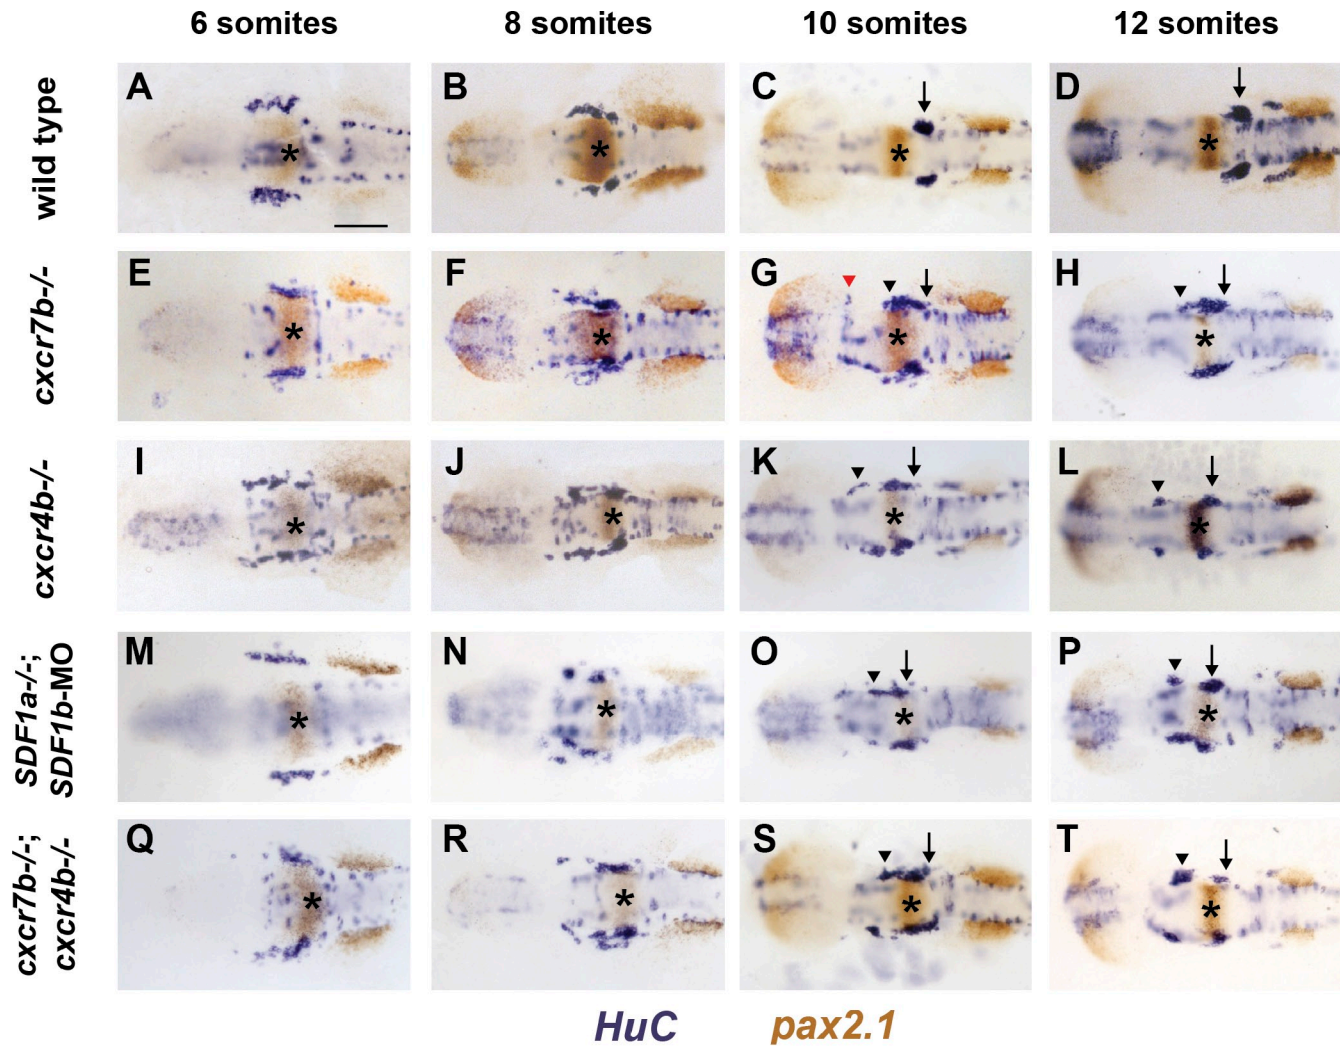 6 somites 8 somites 10 somites 12 somites
wild type
A B C D
* * * *
cxcr7b-/-
E F G H
* * * *
cxcr4b-/-
I J K L
* * * *
SDF1a-/-;
SDF1b-MO
M N O P
* * * *
cxcr7b-/-;
cxcr4b-/-
Q R S T
* * * *
HuC pax2.1